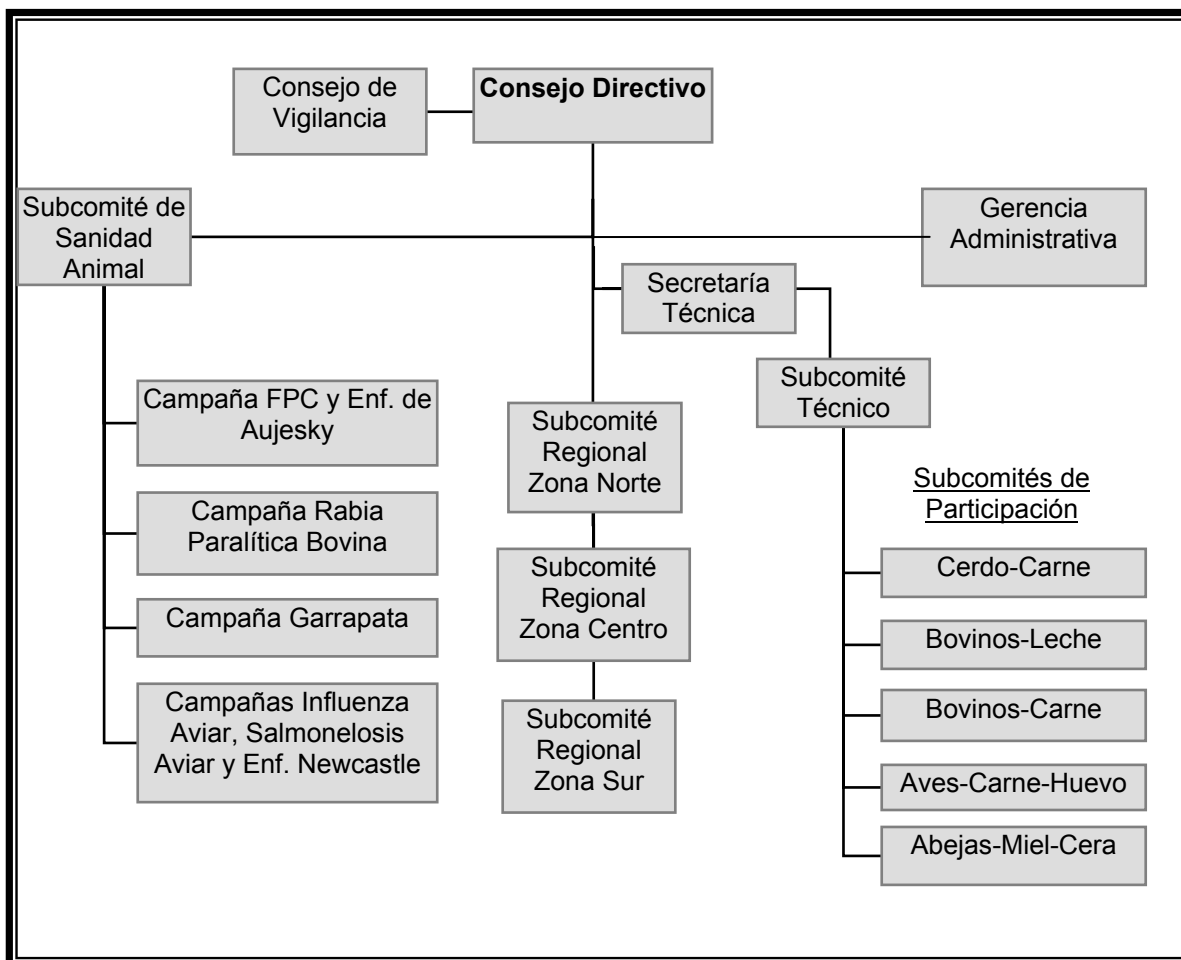 Consejo de
Vigilancia
Consejo Directivo
Subcomité de
Sanidad
Animal
Gerencia
Administrativa
Secretaría
Técnica
Subcomité
Técnico
Campaña FPC y Enf. de
Aujesky
Campaña Rabia
Paralítica Bovina
Campaña Garrapata
Campañas Influenza
Aviar, Salmonelosis
Aviar y Enf. Newcastle
Subcomité
Regional
Zona Norte
Subcomité
Regional
Zona Centro
Subcomité
Regional
Zona Sur
Subcomités de
Participación
Cerdo-Carne
Bovinos-Leche
Bovinos-Carne
Aves-Carne-Huevo
Abejas-Miel-Cera